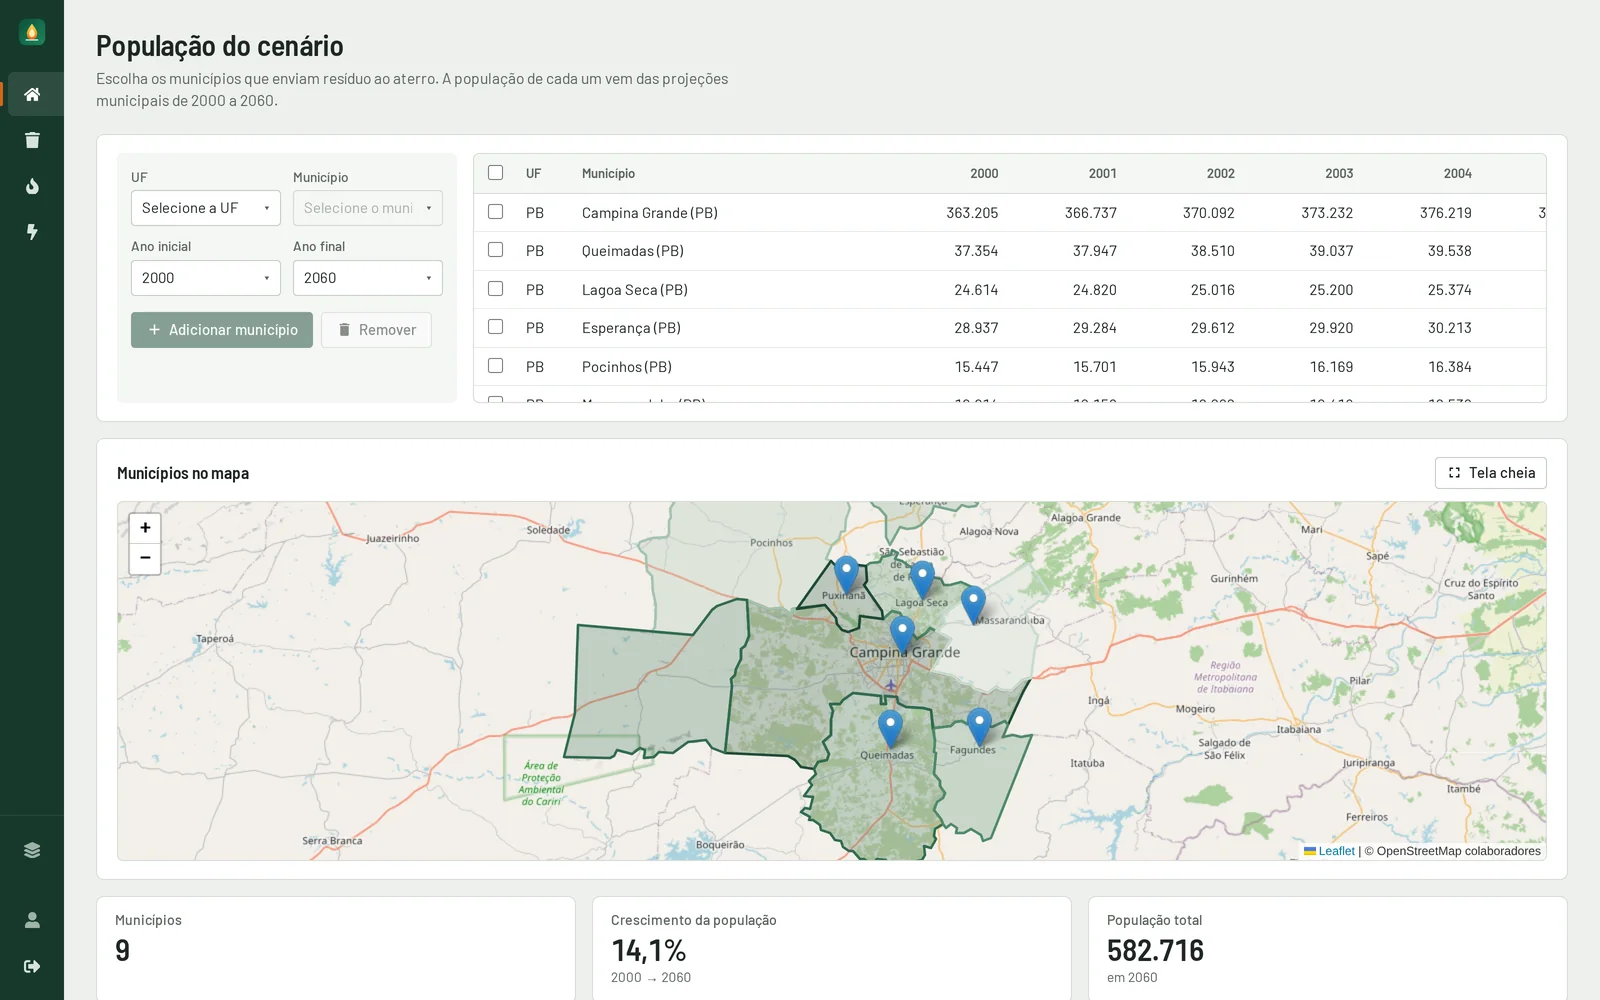 População do cenário
Escolha os municípios que enviam resíduo ao aterro. A população de cada um vem das projeções
municipais de 2000 a 2060.
UF
Município
Selecione a UF
Selecione o muni
Ano inicial
Ano final
2000
2060
+ Adicionar município
Remover
UF Município 2000 2001 2002 2003 2004
PB Campina Grande (PB) 363.205 366.737 370.092 373.232 376.219 3
PB Queimadas (PB) 37.354 37.947 38.510 39.037 39.538
PB Lagoa Seca (PB) 24.614 24.820 25.016 25.200 25.374
PB Esperança (PB) 28.937 29.284 29.612 29.920 30.213
PB Pocinhos (PB) 15.447 15.701 15.943 16.169 16.384
Municípios no mapa
Tela cheia
+
−
Juazeirinho
Soledade
Pocinhos
Esperança
Alagoa Nova
Alagoa Grande
Mari
Sapé
São Sebastião
de
Gurinhém
Cruz do Espírito
Santo
Puxinanã
Lagoa Seca
Massaranduba
Taperoá
Campina Grande
Região
Metropolitana
de Itabaiana
Pilar
Ingá
Mogeiro
Itabaiana
Queimadas
Fagundes
Salgado de
São Félix
Itatuba
Juripiranga
Área de
Proteção
Ambiental
do Cariri
Itambé
Ferreiros
Serra Branca
Boqueirão
Leaflet | © OpenStreetMap colaboradores
Municípios
9
Crescimento da população
14,1%
2000 → 2060
População total
582.716
em 2060